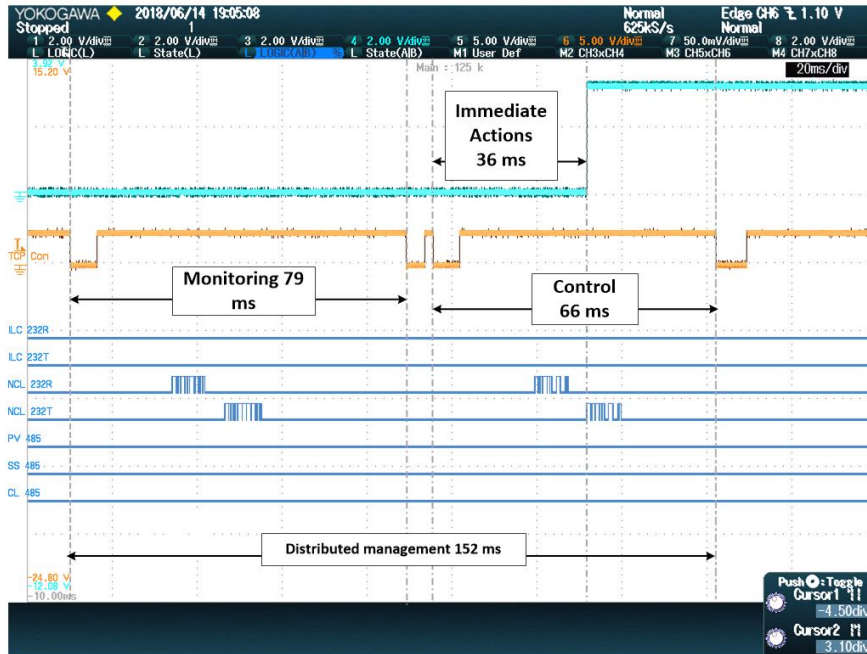 YOKOGAWA 2018/06/14 19:05:08 Normal Edge CH6 1.10 V
Stopped 1 625kS/s Normal
1 2.00 V/div 2 2.00 V/div 3 2.00 V/div 4 2.00 V/div 5 5.00 V/div 6 5.00 V/div 7 50.0mV/div 8 2.00 V/div
L LOGIC(L) L State(L) L LOGIC(A|B) L State(A|B) M1 User Def M2 CH3xCH4 M3 CH5xCH6 M4 CH7xCH8
3.92 V
15.20 V
Main : 125 k
20ms/div
Immediate
Actions
36 ms
TCP Con
Monitoring 79
ms
Control
66 ms
ILC 232R
ILC 232T
NCL 232R
NCL 232T
PV 485
SS 485
CL 485
Distributed management 152 ms
-24.80 V
-12.08 V
-10.00ms
Push :Toggle
Cursor1
-4.50div
Cursor2
3.10div